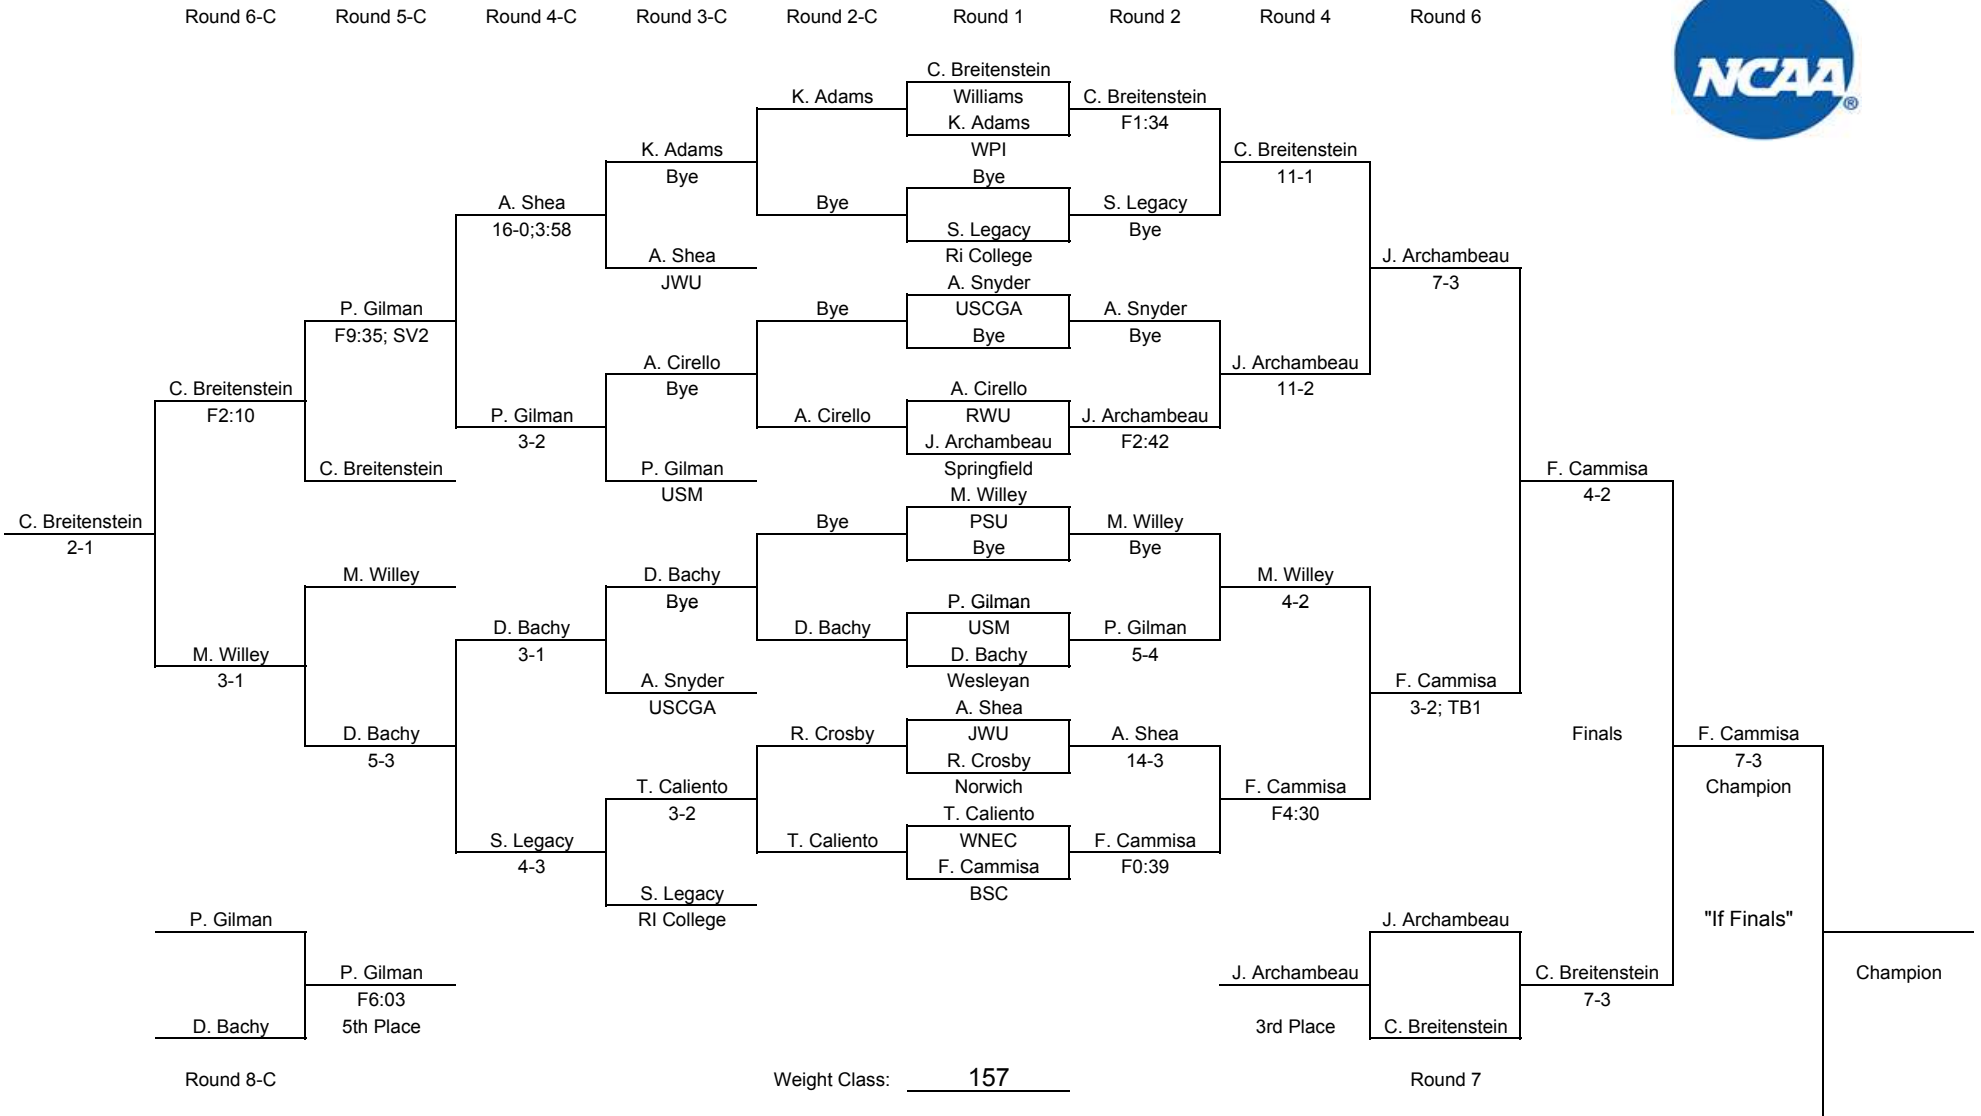 Round 6-C Round 5-C Round 4-C Round 3-C Round 2-C Round 1 Round 2 Round 4 Round 6
NCAA®
C. Breitenstein
K. Adams Williams C. Breitenstein
K. Adams F1:34
K. Adams WPI C. Breitenstein
Bye Bye 11-1
A. Shea Bye S. Legacy
16-0;3:58 S. Legacy Bye
A. Shea Ri College J. Archambeau
JWU A. Snyder 7-3
P. Gilman Bye USCGA A. Snyder
F9:35; SV2 Bye Bye
A. Cirello J. Archambeau
C. Breitenstein Bye A. Cirello 11-2
F2:10 P. Gilman A. Cirello RWU J. Archambeau
3-2 J. Archambeau F2:42
C. Breitenstein P. Gilman Springfield F. Cammisa
USM M. Willey 4-2
C. Breitenstein Bye PSU M. Willey
2-1 Bye Bye
M. Willey D. Bachy M. Willey
Bye P. Gilman 4-2
D. Bachy D. Bachy USM P. Gilman
M. Willey 3-1 D. Bachy 5-4
3-1 A. Snyder Wesleyan F. Cammisa
USCGA A. Shea 3-2; TB1
D. Bachy R. Crosby JWU A. Shea Finals F. Cammisa
5-3 R. Crosby 14-3 7-3
T. Caliento Norwich F. Cammisa Champion
3-2 T. Caliento F4:30
S. Legacy T. Caliento WNEC F. Cammisa
4-3 F. Cammisa F0:39
S. Legacy BSC
P. Gilman RI College J. Archambeau "If Finals"
P. Gilman J. Archambeau C. Breitenstein Champion
F6:03 7-3
D. Bachy 5th Place 3rd Place C. Breitenstein
Round 8-C Weight Class: 157 Round 7